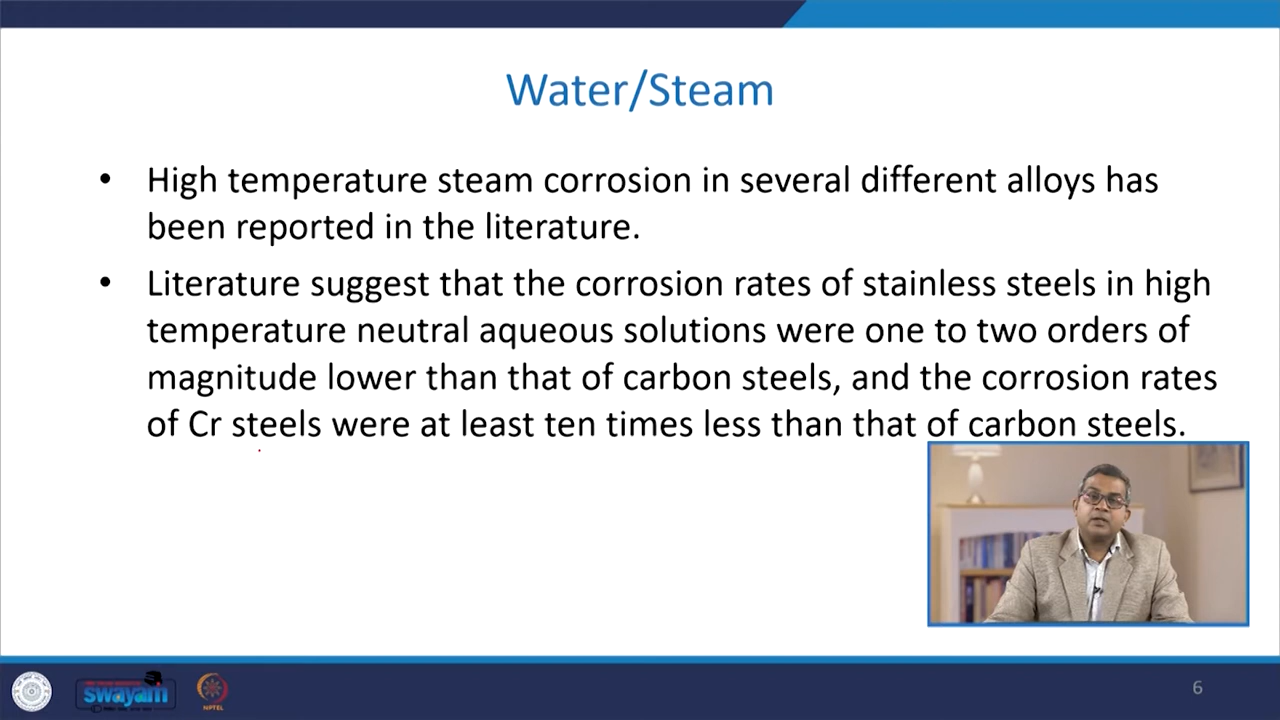 Water/Steam
• High temperature steam corrosion in several different alloys has
been reported in the literature.
• Literature suggest that the corrosion rates of stainless steels in high
temperature neutral aqueous solutions were one to two orders of
magnitude lower than that of carbon steels, and the corrosion rates
of Cr steels were at least ten times less than that of carbon steels.
swayam
NPTEL
6